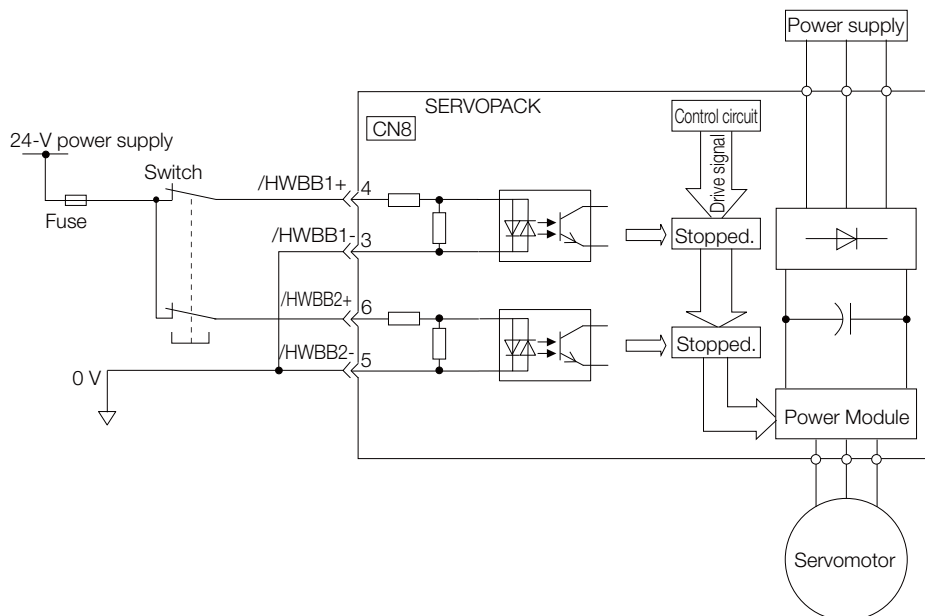 Power supply
SERVOPACK
CN8
Control circuit
Drive signal
24-V power supply
Switch
Fuse
/HWBB1+
4
/HWBB1-
3
Stopped.
/HWBB2+
6
/HWBB2-
5
Stopped.
0 V
Power Module
Servomotor